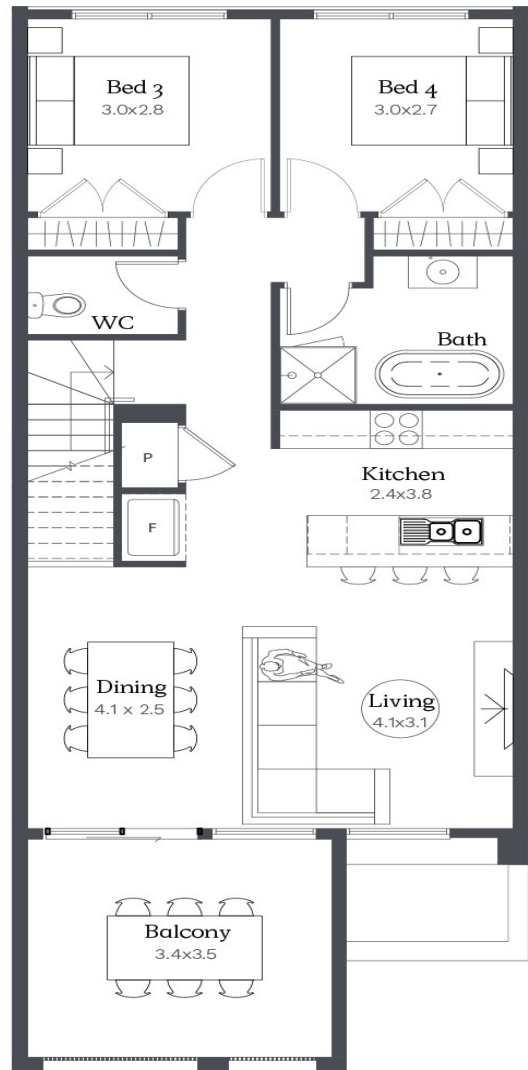 Bed 3
3.0x2.8
Bed 4
3.0x2.7
WC
Bath
P
Kitchen
2.4x3.8
F
Dining
4.1 x 2.5
Living
4.1x3.1
Balcony
3.4x3.5